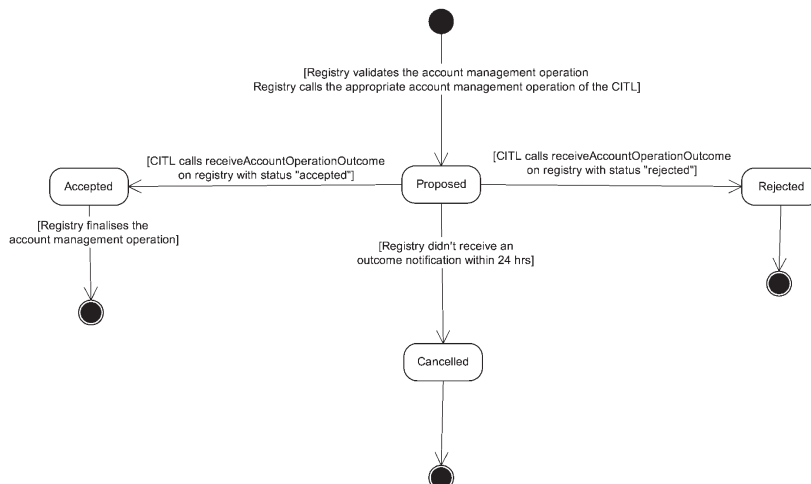 [Registry validates the account management operation
Registry calls the appropriate account management operation of the CITL]
[CITL calls receiveAccountOperationOutcome
on registry with status "accepted"]
[CITL calls receiveAccountOperationOutcome
on registry with status "rejected"]
Accepted
Proposed
Rejected
[Registry finalises the
account management operation]
[Registry didn't receive an
outcome notification within 24 hrs]
Cancelled